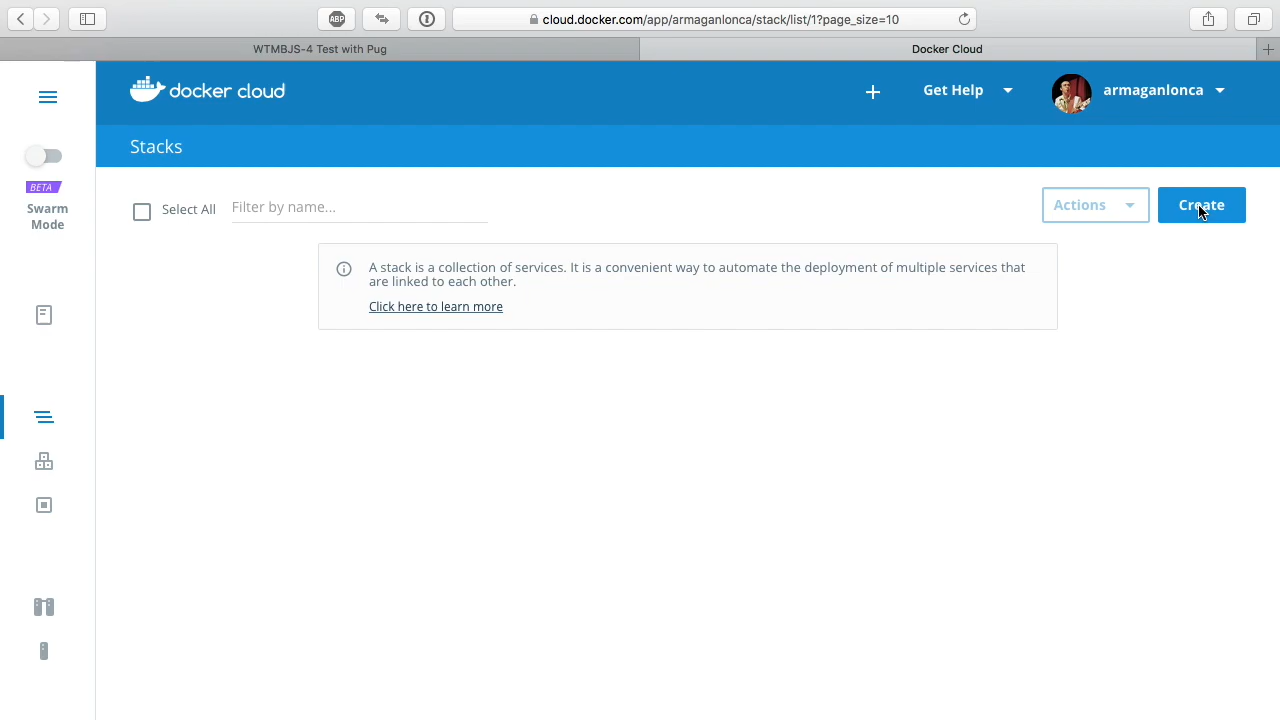 ABP
cloud.docker.com/app/armaganlonca/stack/list/1?page_size=10
WTMBJS-4 Test with Pug
Docker Cloud
docker cloud
Get Help
armaganlonca
Stacks
BETA
Swarm
Mode
Select All
Filter by name...
Actions
Create
A stack is a collection of services. It is a convenient way to automate the deployment of multiple services that
are linked to each other.
Click here to learn more